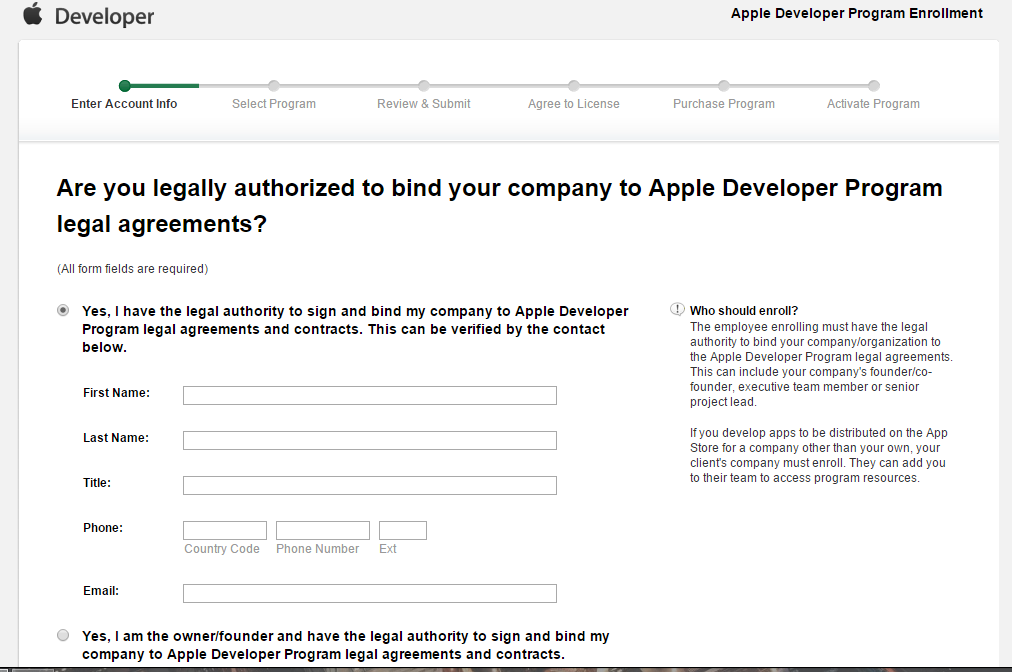 Developer
Apple Developer Program Enrollment
Enter Account Info
Select Program
Review & Submit
Agree to License
Purchase Program
Activate Program
Are you legally authorized to bind your company to Apple Developer Program
legal agreements?
(All form fields are required)
Yes, I have the legal authority to sign and bind my company to Apple Developer
Program legal agreements and contracts. This can be verified by the contact
below.
First Name:
Last Name:
Title:
Phone:
Country Code
Phone Number
Ext
Email:
Yes, I am the owner/founder and have the legal authority to sign and bind my
company to Apple Developer Program legal agreements and contracts.
Who should enroll?
The employee enrolling must have the legal
authority to bind your company/organization to
the Apple Developer Program legal agreements.
This can include your company's founder/co-
founder, executive team member or senior
project lead.
If you develop apps to be distributed on the App
Store for a company other than your own, your
client's company must enroll. They can add you
to their team to access program resources.